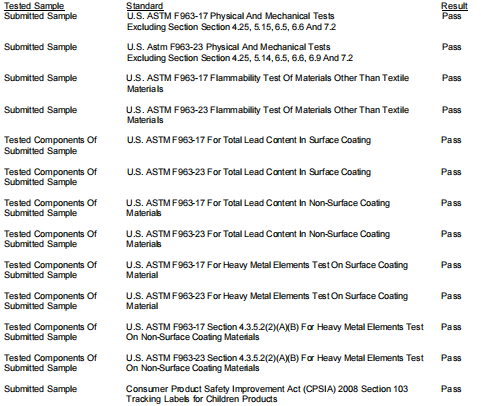 Tested Sample Standard Result
Submitted Sample U.S. ASTM F963-17 Physical And Mechanical Tests Pass
Excluding Section Section 4.25, 5.15, 6.5, 6.6 And 7.2
Submitted Sample U.S. Astm F963-23 Physical And Mechanical Tests Pass
Excluding Section Section 4.25, 5.14, 6.5, 6.6, 6.9 And 7.2
Submitted Sample U.S. ASTM F963-17 Flammability Test Of Materials Other Than Textile Pass
Materials
Submitted Sample U.S. ASTM F963-23 Flammability Test Of Materials Other Than Textile Pass
Materials
Tested Components Of U.S. ASTM F963-17 For Total Lead Content In Surface Coating Pass
Submitted Sample
Tested Components Of U.S. ASTM F963-23 For Total Lead Content In Surface Coating Pass
Submitted Sample
Tested Components Of U.S. ASTM F963-17 For Total Lead Content In Non-Surface Coating Pass
Submitted Sample Materials
Tested Components Of U.S. ASTM F963-23 For Total Lead Content In Non-Surface Coating Pass
Submitted Sample Materials
Tested Components Of U.S. ASTM F963-17 For Heavy Metal Elements Test On Surface Coating Pass
Submitted Sample Material
Tested Components Of U.S. ASTM F963-23 For Heavy Metal Elements Test On Surface Coating Pass
Submitted Sample Material
Tested Components Of U.S. ASTM F963-17 Section 4.3.5.2(2)(A)(B) For Heavy Metal Elements Test Pass
Submitted Sample On Non-Surface Coating Materials
Tested Components Of U.S. ASTM F963-23 Section 4.3.5.2(2)(A)(B) For Heavy Metal Elements Test Pass
Submitted Sample On Non-Surface Coating Materials
Submitted Sample Consumer Product Safety Improvement Act (CPSIA) 2008 Section 103 Pass
Tracking Labels for Children Products